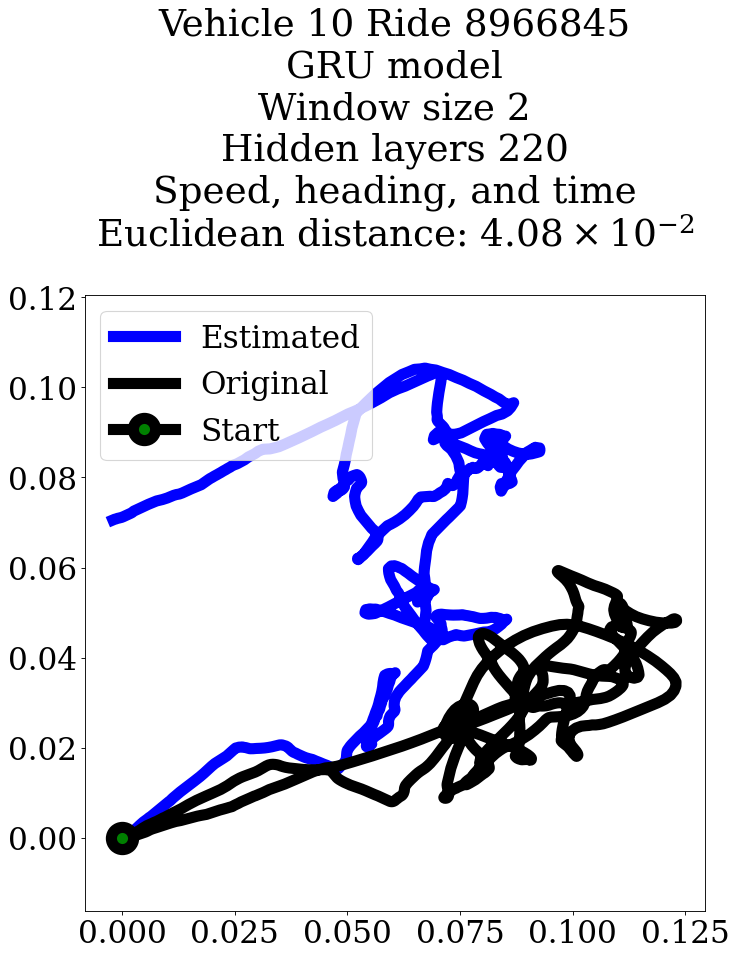 Vehicle 10 Ride 8966845
GRU model
Window size 2
Hidden layers 220
Speed, heading, and time
Euclidean distance: 4.08 × 10⁻²
0.12
0.10
0.08
0.06
0.04
0.02
0.00
Estimated
Original
Start
0.000 0.025 0.050 0.075 0.100 0.125